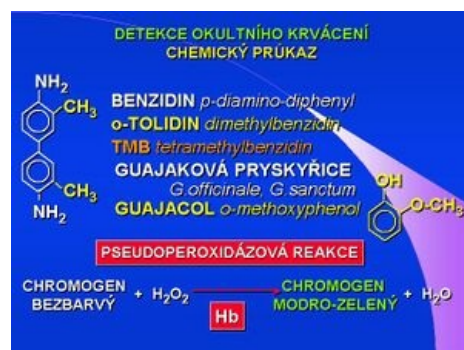 DETEKCE OKULTNÍHO KRVÁCENÍ
CHEMICKÝ PRŮKAZ
NH₂
CH₃
BENZIDIN p-diamino-diphenyl
o-TOLIDIN dimethylbenzidin
TMB tetramethylbenzidin
GUAJAKOVÁ PRYSKYŘICE
G.officinale, G.sanctum
GUAJACOL o-methoxyphenol
CH₃
NH₂
OH
O-CH₃
PSEUDOPEROXIDÁZOVÁ REAKCE
CHROMOGEN BEZBARVÝ + H₂O₂ CHROMOGEN MODRO-ZELENÝ + H₂O
Hb